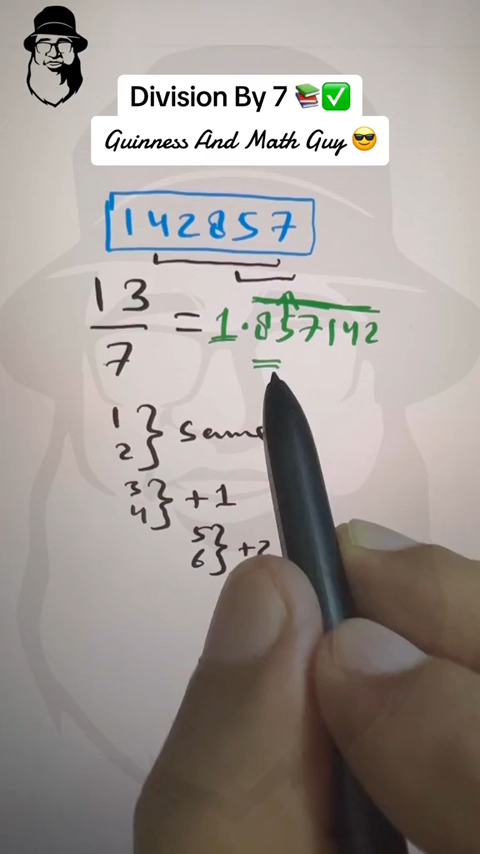 Division By 7 📚✅
Guinness And Math Guy 😎
142857
13
7
= 1.857142
1
2 } Same
3
4 } +1
5
6 } +2